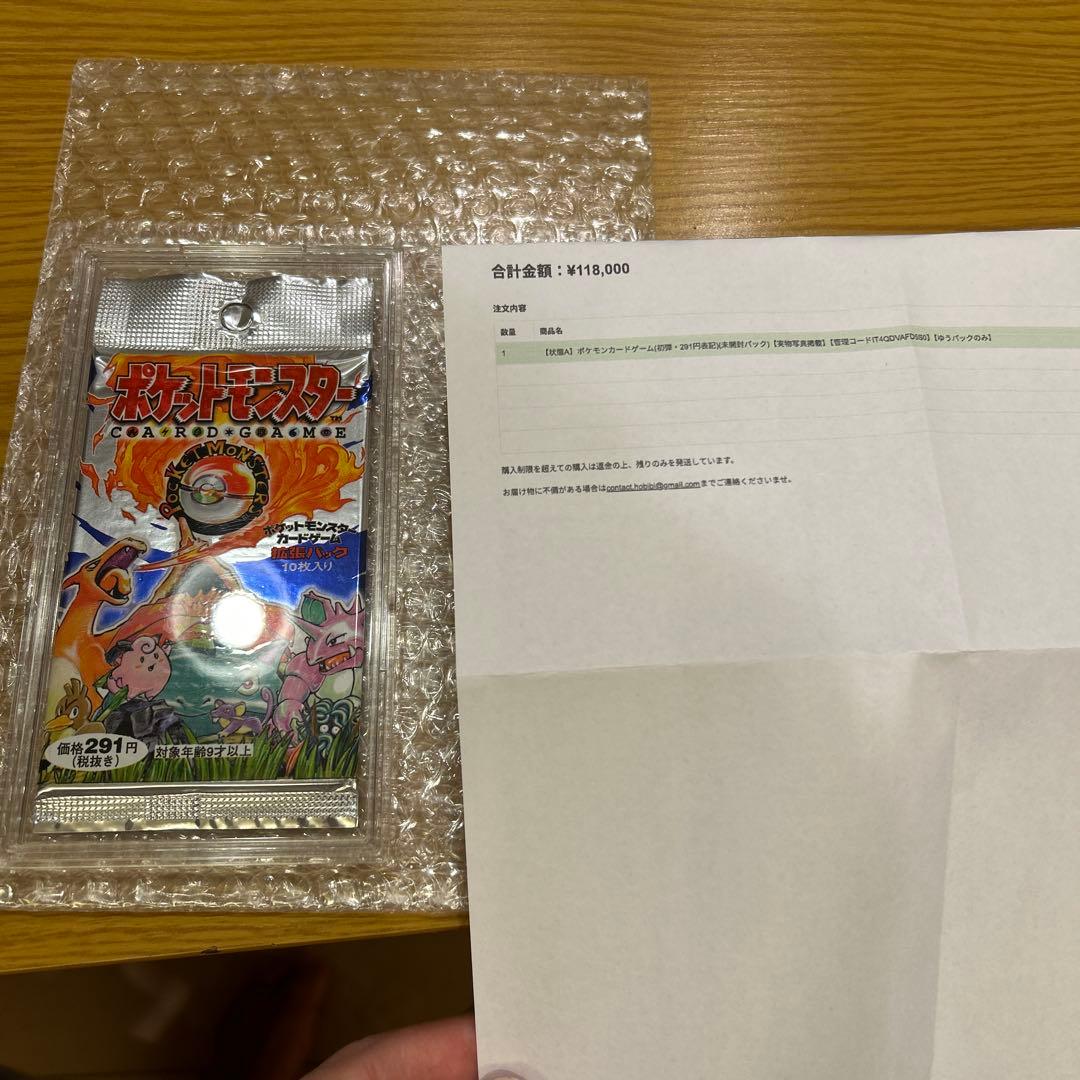 ポケットモンスター
TM
CARD GAME
POCKET MONSTERS
ポケットモンスター
カードゲーム
拡張パック
10枚入り
価格291円
(税抜き)
対象年齢9才以上
合計金額：¥118,000
注文内容
数量 商品名
1 【状態A】ポケモンカードゲーム(初弾・291円表記)(未開封パック)【実物写真掲載】【管理コードIT4QDVAFD5S0】【ゆうパックのみ】
購入制限を超えての購入は返金の上、残りのみを発送しています。
お届け物に不備がある場合はcontact.hobibi@gmail.comまでご連絡くださいませ。